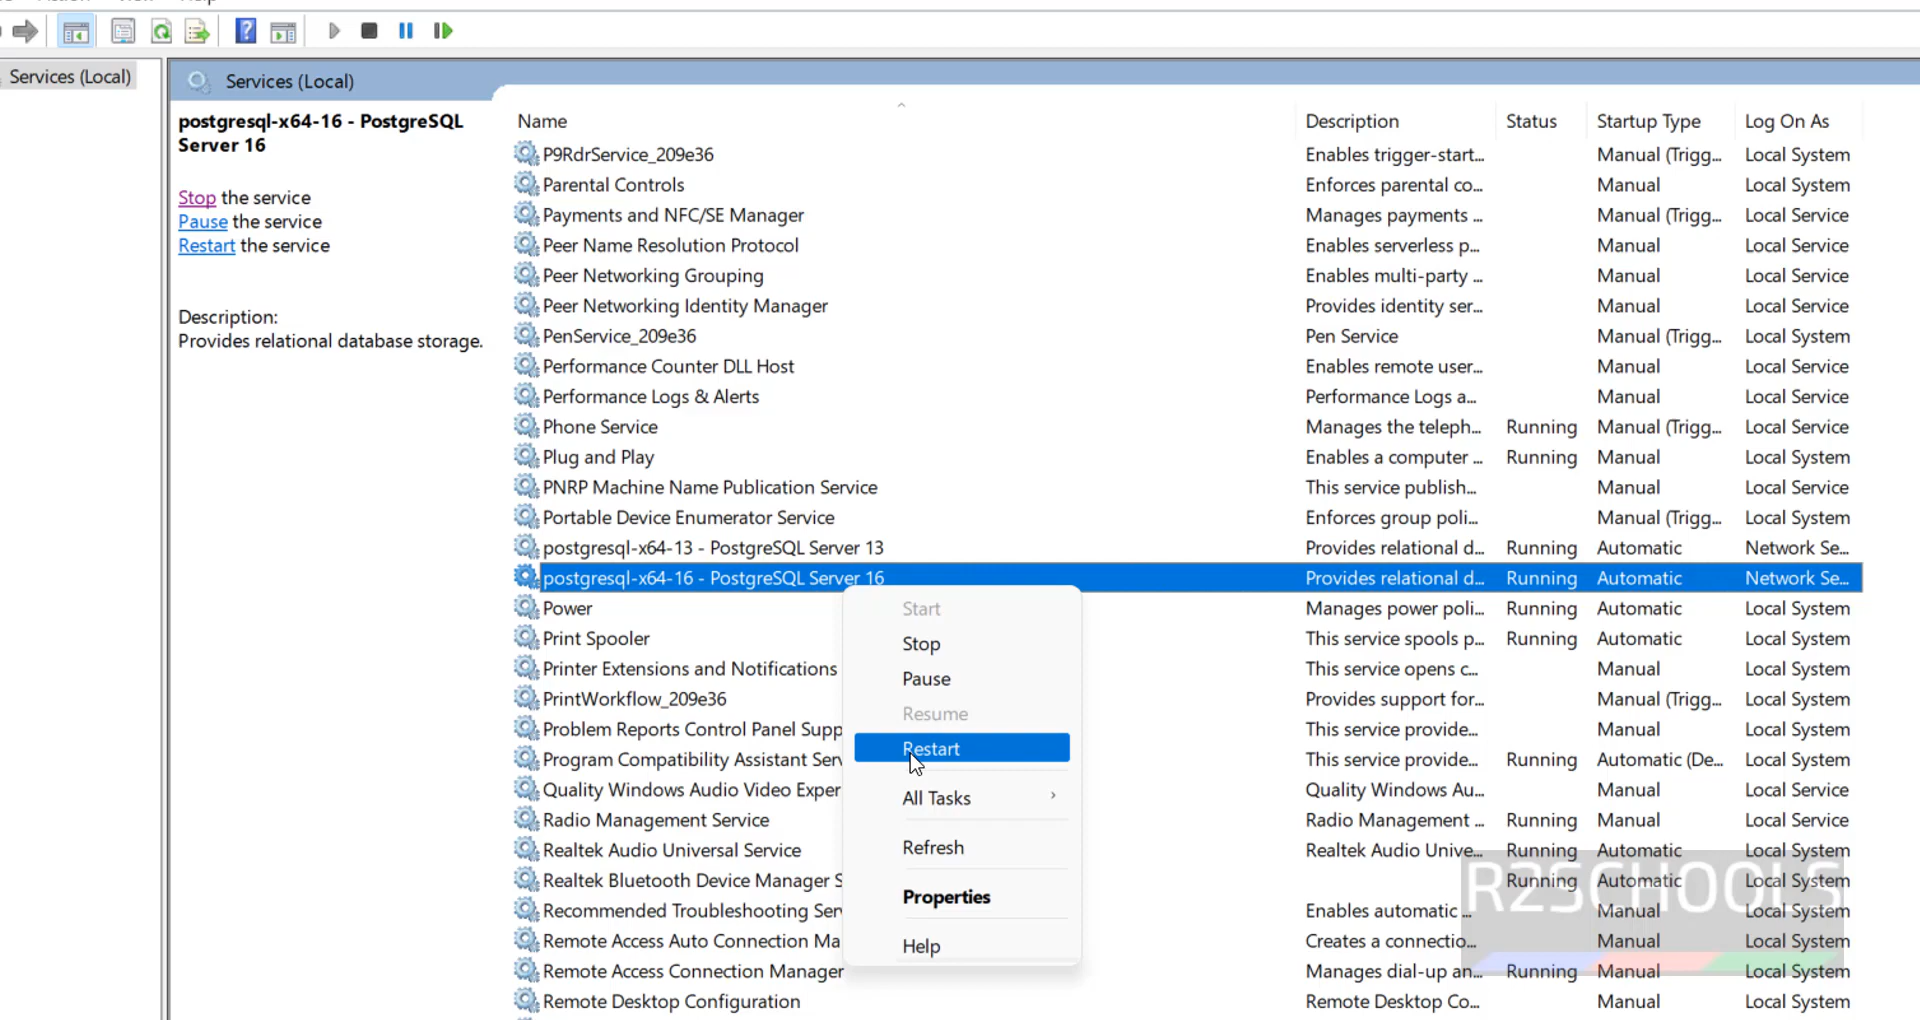 Services (Local)
Services (Local)
postgresql-x64-16 - PostgreSQL
Server 16
Stop the service
Pause the service
Restart the service
Description:
Provides relational database storage.
Name Description Status Startup Type Log On As
P9RdrService_209e36 Enables trigger-start... Manual (Trigg... Local System
Parental Controls Enforces parental co... Manual Local System
Payments and NFC/SE Manager Manages payments ... Manual (Trigg... Local Service
Peer Name Resolution Protocol Enables serverless p... Manual Local Service
Peer Networking Grouping Enables multi-party ... Manual Local Service
Peer Networking Identity Manager Provides identity ser... Manual Local Service
PenService_209e36 Pen Service Manual (Trigg... Local System
Performance Counter DLL Host Enables remote user... Manual Local Service
Performance Logs & Alerts Performance Logs a... Manual Local Service
Phone Service Manages the teleph... Running Manual (Trigg... Local Service
Plug and Play Enables a computer ... Running Manual Local System
PNRP Machine Name Publication Service This service publish... Manual Local Service
Portable Device Enumerator Service Enforces group poli... Manual (Trigg... Local System
postgresql-x64-13 - PostgreSQL Server 13 Provides relational d... Running Automatic Network Se...
postgresql-x64-16 - PostgreSQL Server 16 Provides relational d... Running Automatic Network Se...
Power Manages power poli... Running Automatic Local System
Print Spooler This service spools p... Running Automatic Local System
Printer Extensions and Notifications This service opens c... Manual Local System
PrintWorkflow_209e36 Provides support for... Manual (Trigg... Local System
Problem Reports Control Panel Supp This service provide... Manual Local System
Program Compatibility Assistant Serv This service provide... Running Automatic (De... Local System
Quality Windows Audio Video Exper Quality Windows Au... Manual Local Service
Radio Management Service Radio Management ... Running Manual Local Service
Realtek Audio Universal Service Realtek Audio Unive... Running Automatic Local System
Realtek Bluetooth Device Manager S Running Automatic Local System
Recommended Troubleshooting Serv Enables automatic ... Manual Local System
Remote Access Auto Connection Ma Creates a connectio... Manual Local System
Remote Access Connection Manager Manages dial-up an... Running Manual Local System
Remote Desktop Configuration Remote Desktop Co... Manual Local System
Start
Stop
Pause
Resume
Restart
All Tasks
Refresh
Properties
Help
R2SCHOOLS